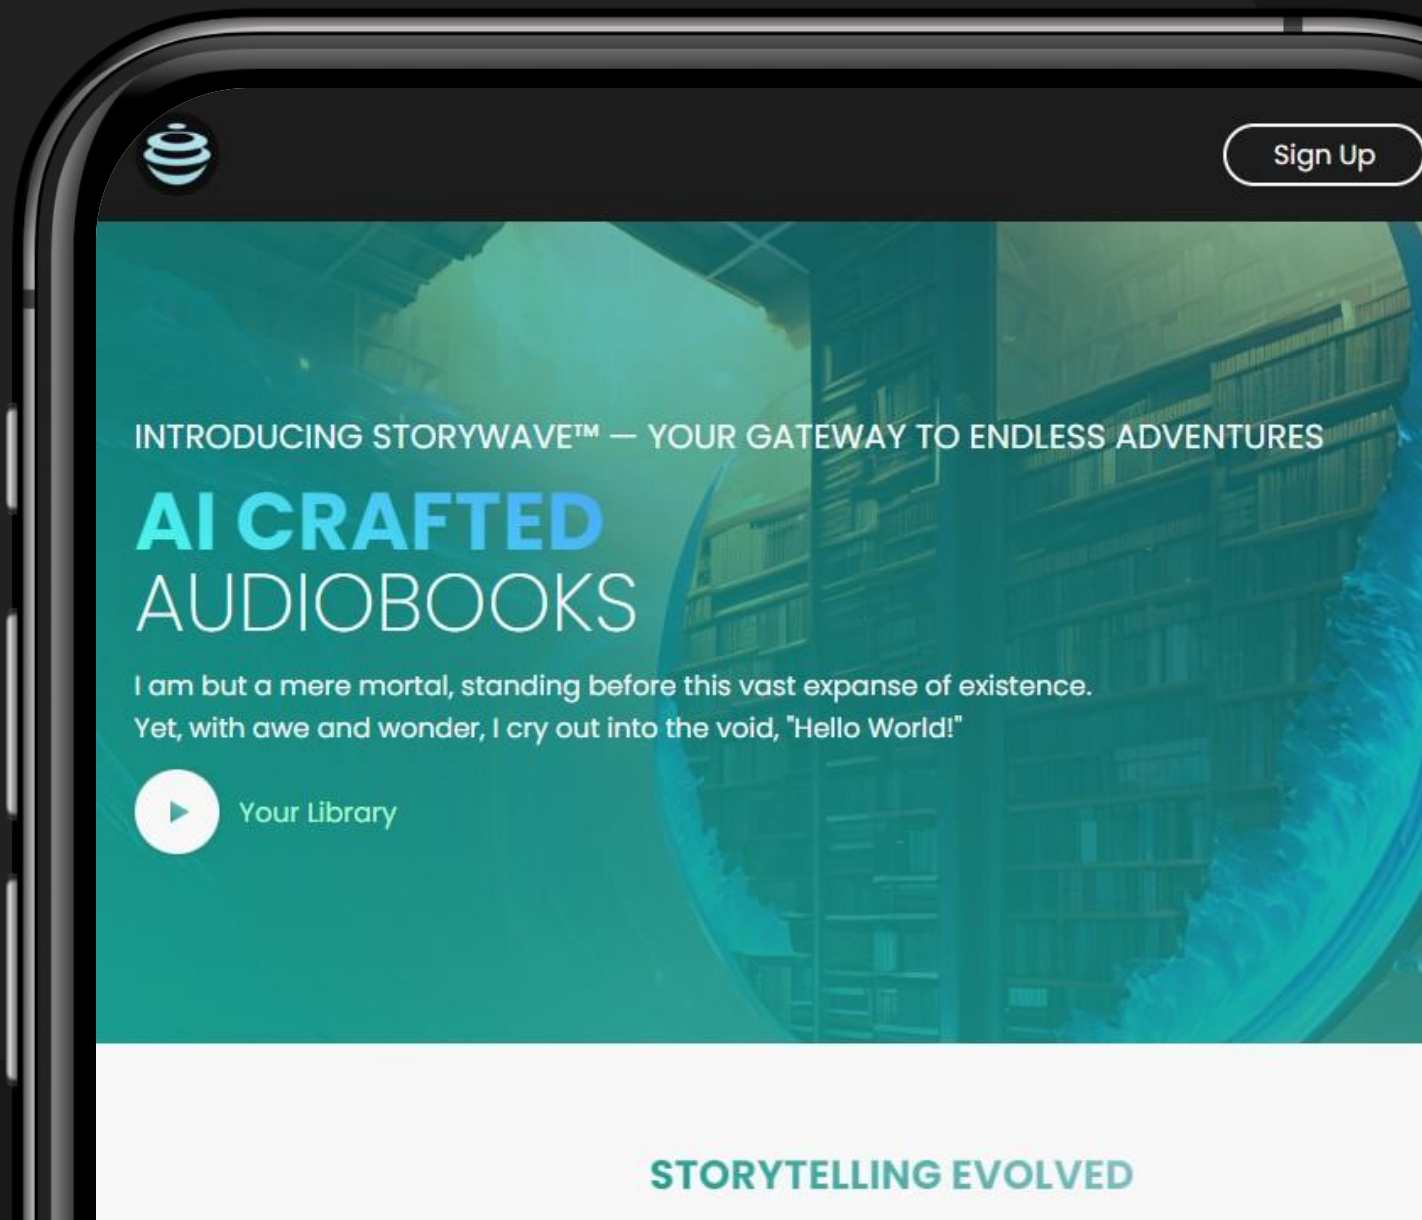 Sign Up
INTRODUCING STORYWAVE™ — YOUR GATEWAY TO ENDLESS ADVENTURES
AI CRAFTED
AUDIOBOOKS
I am but a mere mortal, standing before this vast expanse of existence.
Yet, with awe and wonder, I cry out into the void, "Hello World!"
Your Library
STORYTELLING EVOLVED